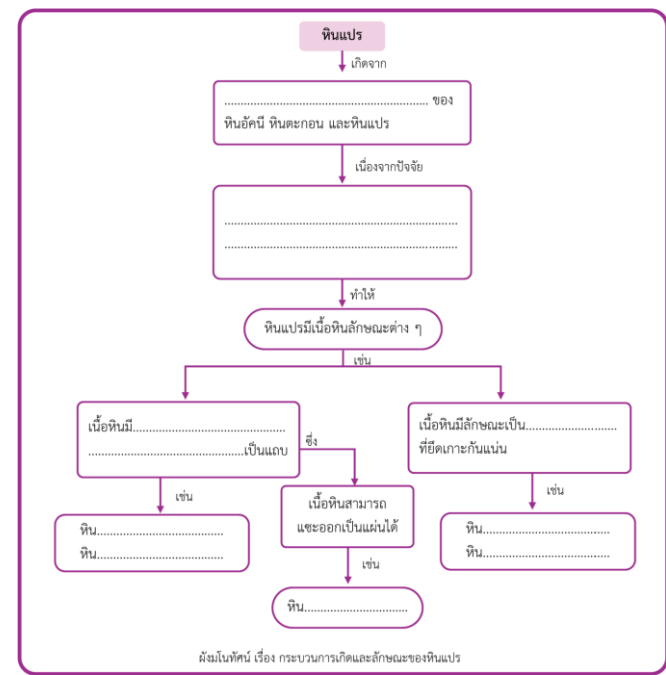 หินแปร
เกิดจาก
............................................................... ของ
หินอัคนี หินตะกอน และหินแปร
เนื่องจากปัจจัย
........................................................................
........................................................................
ทำให้
หินแปรมีเนื้อหินลักษณะต่าง ๆ
เช่น
เนื้อหินมี...............................................
................................................เป็นแถบ
ซึ่ง
เนื้อหินมีลักษณะเป็น............................
ที่ยึดเกาะกันแน่น
เช่น
หิน.......................................
หิน.......................................
เนื้อหินสามารถ
แซะออกเป็นแผ่นได้
เช่น
หิน................................
เช่น
หิน.......................................
หิน.......................................
ผังมโนทัศน์ เรื่อง กระบวนการเกิดและลักษณะของหินแปร